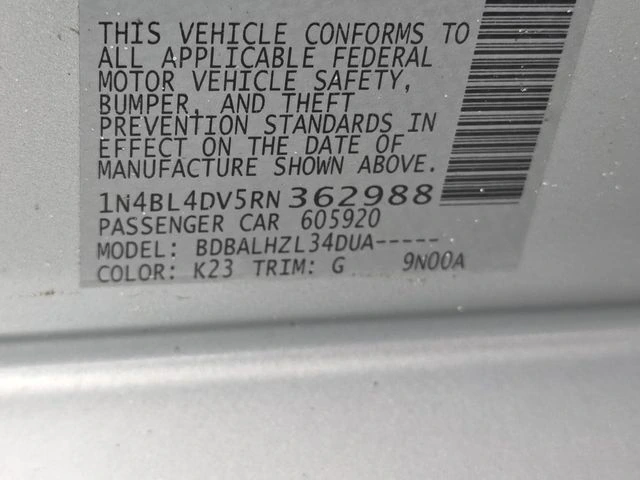 THIS VEHICLE CONFORMS TO
ALL APPLICABLE FEDERAL
MOTOR VEHICLE SAFETY,
BUMPER, AND THEFT
PREVENTION STANDARDS IN
EFFECT ON THE DATE OF
MANUFACTURE SHOWN ABOVE.
1N4BL4DV5RN362988
PASSENGER CAR 605920
MODEL: BDBALHZL34DUA-----
COLOR: K23 TRIM: G 9N00A